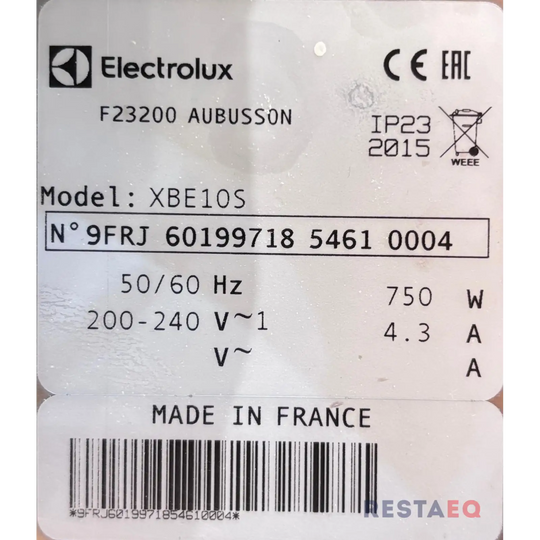 Electrolux CE EAC
F23200 AUBUSSON
IP23
2015
WEEE
Model: XBE10S
N° 9FRJ 60199718 5461 0004
50/60 Hz 750 W
200-240 V~1 4.3 A
V~ A
MADE IN FRANCE
*9FRJ6019971854610004*
RESTAEQ